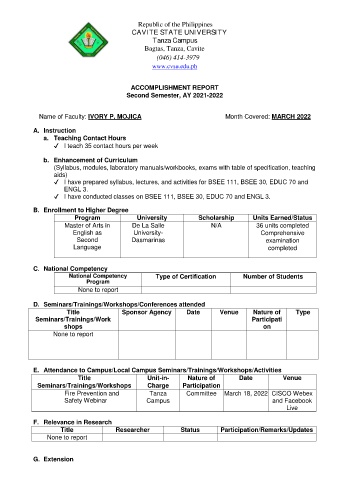 Republic of the Philippines
CAVITE STATE UNIVERSITY
Tanza Campus
Bagtas, Tanza, Cavite
(046) 414-3979
www.cvsu.edu.ph
ACCOMPLISHMENT REPORT
Second Semester, AY 2021-2022
Name of Faculty: IVORY P. MOJICA Month Covered: MARCH 2022
A. Instruction
a. Teaching Contact Hours
✓ I teach 35 contact hours per week
b. Enhancement of Curriculum
(Syllabus, modules, laboratory manuals/workbooks, exams with table of specification, teaching
aids)
✓ I have prepared syllabus, lectures, and activities for BSEE 111, BSEE 30, EDUC 70 and
ENGL 3.
✓ I have conducted classes on BSEE 111, BSEE 30, EDUC 70 and ENGL 3.
B. Enrollment to Higher Degree
Program University Scholarship Units Earned/Status
Master of Arts in De La Salle N/A 36 units completed
English as University- Comprehensive
Second Dasmarinas examination
Language completed
C. National Competency
National Competency Type of Certification Number of Students
Program
None to report
D. Seminars/Trainings/Workshops/Conferences attended
Title Sponsor Agency Date Venue Nature of Type
Seminars/Trainings/Work Participati
shops on
None to report
E. Attendance to Campus/Local Campus Seminars/Trainings/Workshops/Activities
Title Unit-in- Nature of Date Venue
Seminars/Trainings/Workshops Charge Participation
Fire Prevention and Tanza Committee March 18, 2022 CISCO Webex
Safety Webinar Campus and Facebook
Live
F. Relevance in Research
Title Researcher Status Participation/Remarks/Updates
None to report
G. Extension